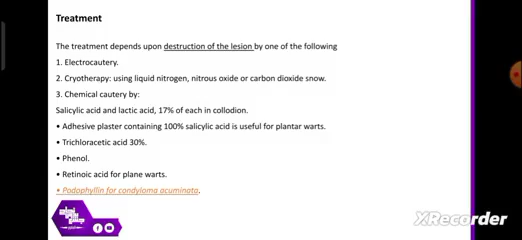 Treatment
The treatment depends upon destruction of the lesion by one of the following
1. Electrocautery.
2. Cryotherapy: using liquid nitrogen, nitrous oxide or carbon dioxide snow.
3. Chemical cautery by:
Salicylic acid and lactic acid, 17% of each in collodion.
• Adhesive plaster containing 100% salicylic acid is useful for plantar warts.
• Trichloracetic acid 30%.
• Phenol.
• Retinoic acid for plane warts.
• Podophyllin for condyloma acuminata.
XRecorder